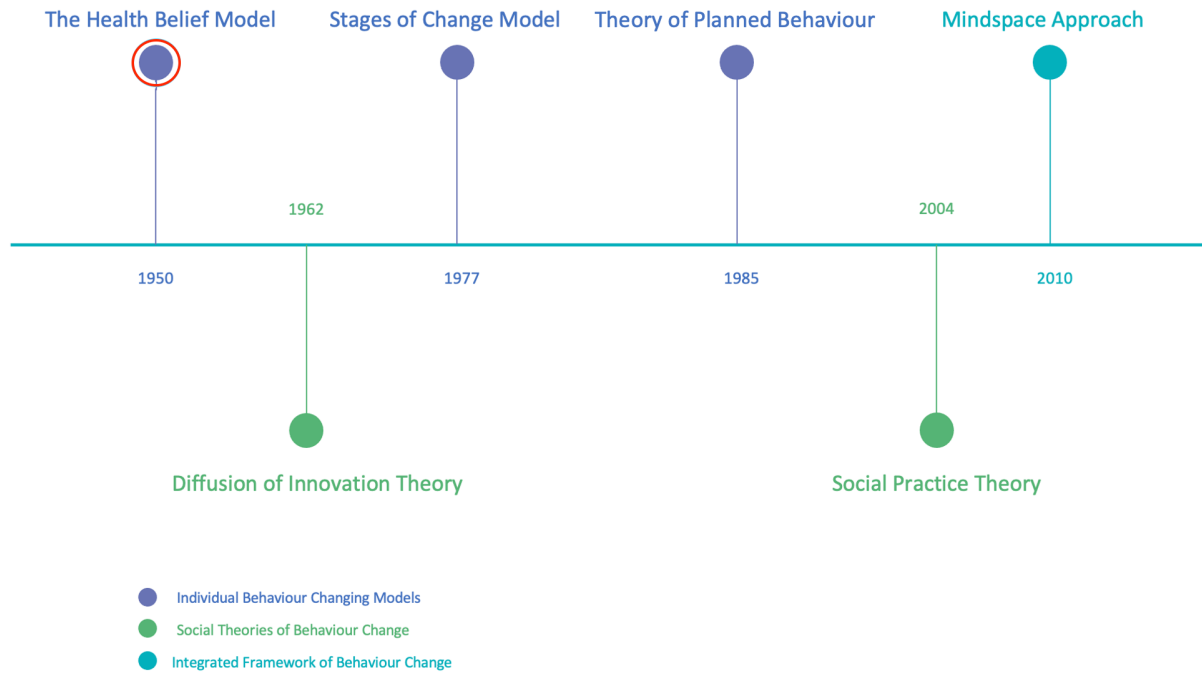 The Health Belief Model
Stages of Change Model
Theory of Planned Behaviour
Mindspace Approach
1962
2004
1950
1977
1985
2010
Diffusion of Innovation Theory
Social Practice Theory
Individual Behaviour Changing Models
Social Theories of Behaviour Change
Integrated Framework of Behaviour Change